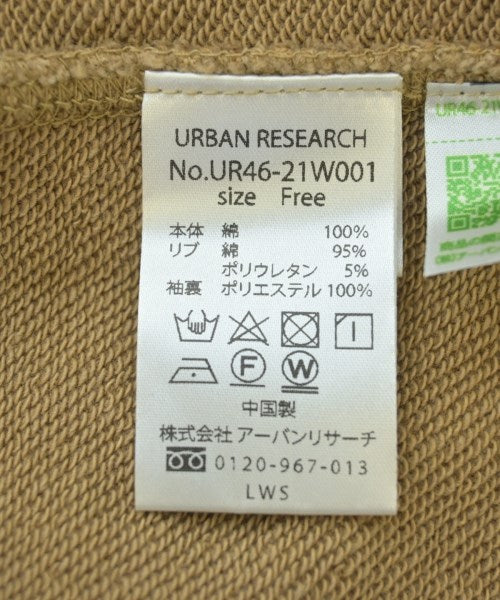 URBAN RESEARCH
No.UR46-21W001
size Free
本体 綿 100%
リブ 綿 95%
ポリウレタン 5%
袖裏 ポリエステル 100%
F W
中国製
株式会社 アーバンリサーチ
0120-967-013
LWS
UR46-21